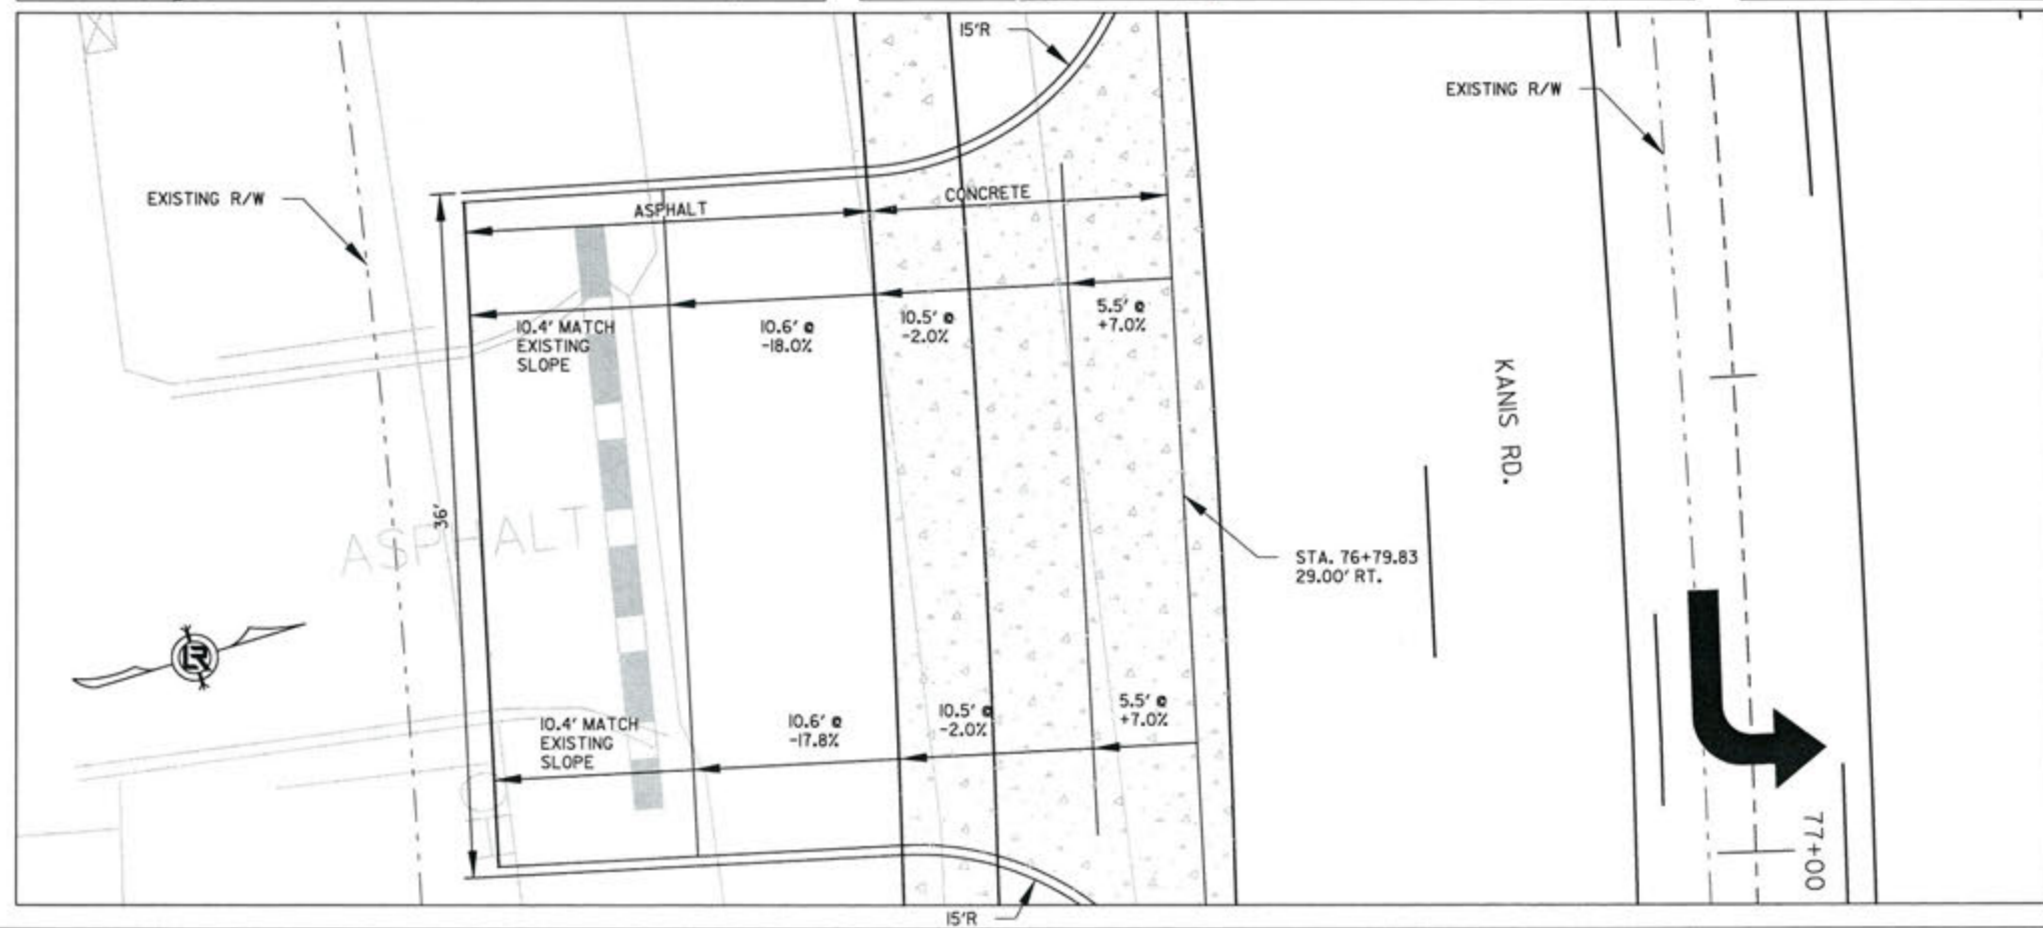 15'R
EXISTING R/W
EXISTING R/W
ASPHALT
CONCRETE
10.4' MATCH
EXISTING
SLOPE
10.6' @
-18.0%
10.5' @
-2.0%
5.5' @
+7.0%
KANIS RD.
36'
ASPHALT
STA. 76+79.83
29.00' RT.
LR
10.4' MATCH
EXISTING
SLOPE
10.6' @
-17.8%
10.5' @
-2.0%
5.5' @
+7.0%
77+00
15'R